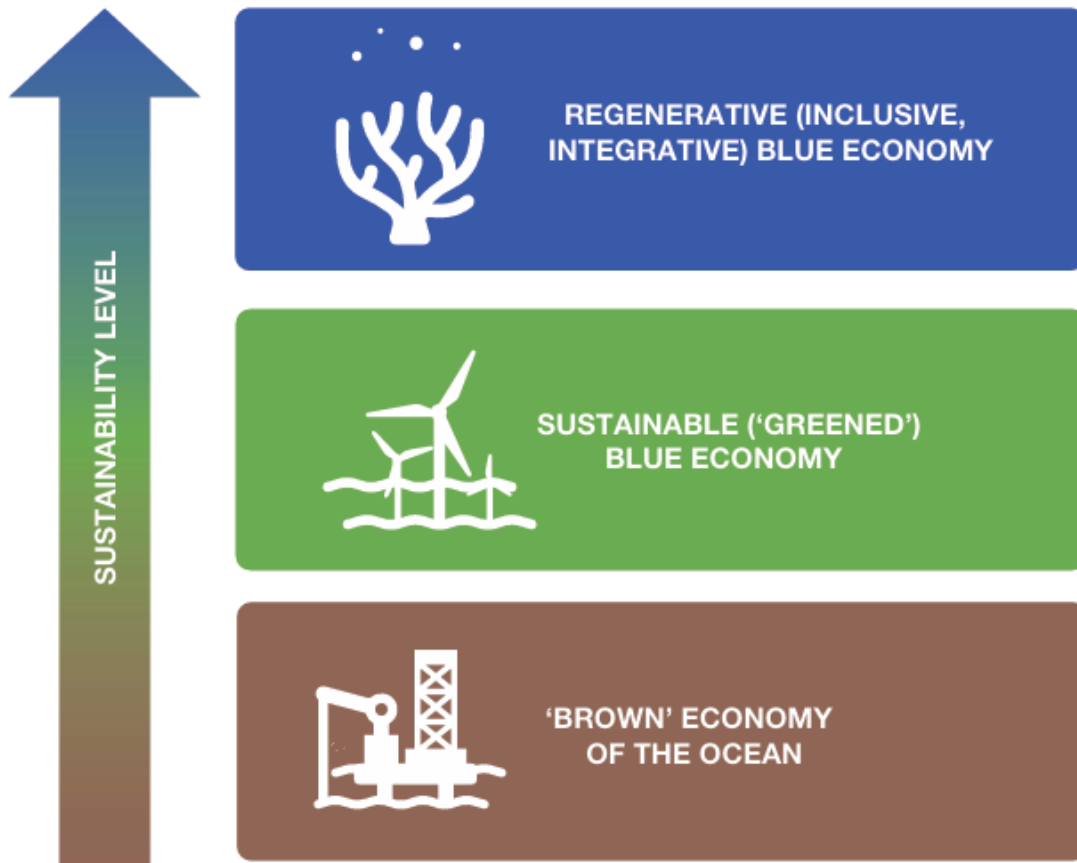 SUSTAINABILITY LEVEL
REGENERATIVE (INCLUSIVE,
INTEGRATIVE) BLUE ECONOMY
SUSTAINABLE (‘GREENED’)
BLUE ECONOMY
‘BROWN’ ECONOMY
OF THE OCEAN